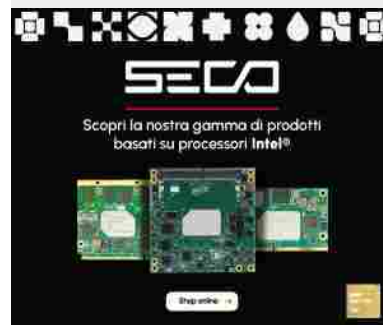 SECO
Scopri la nostra gamma di prodotti
basati su processori Intel®
Shop online →